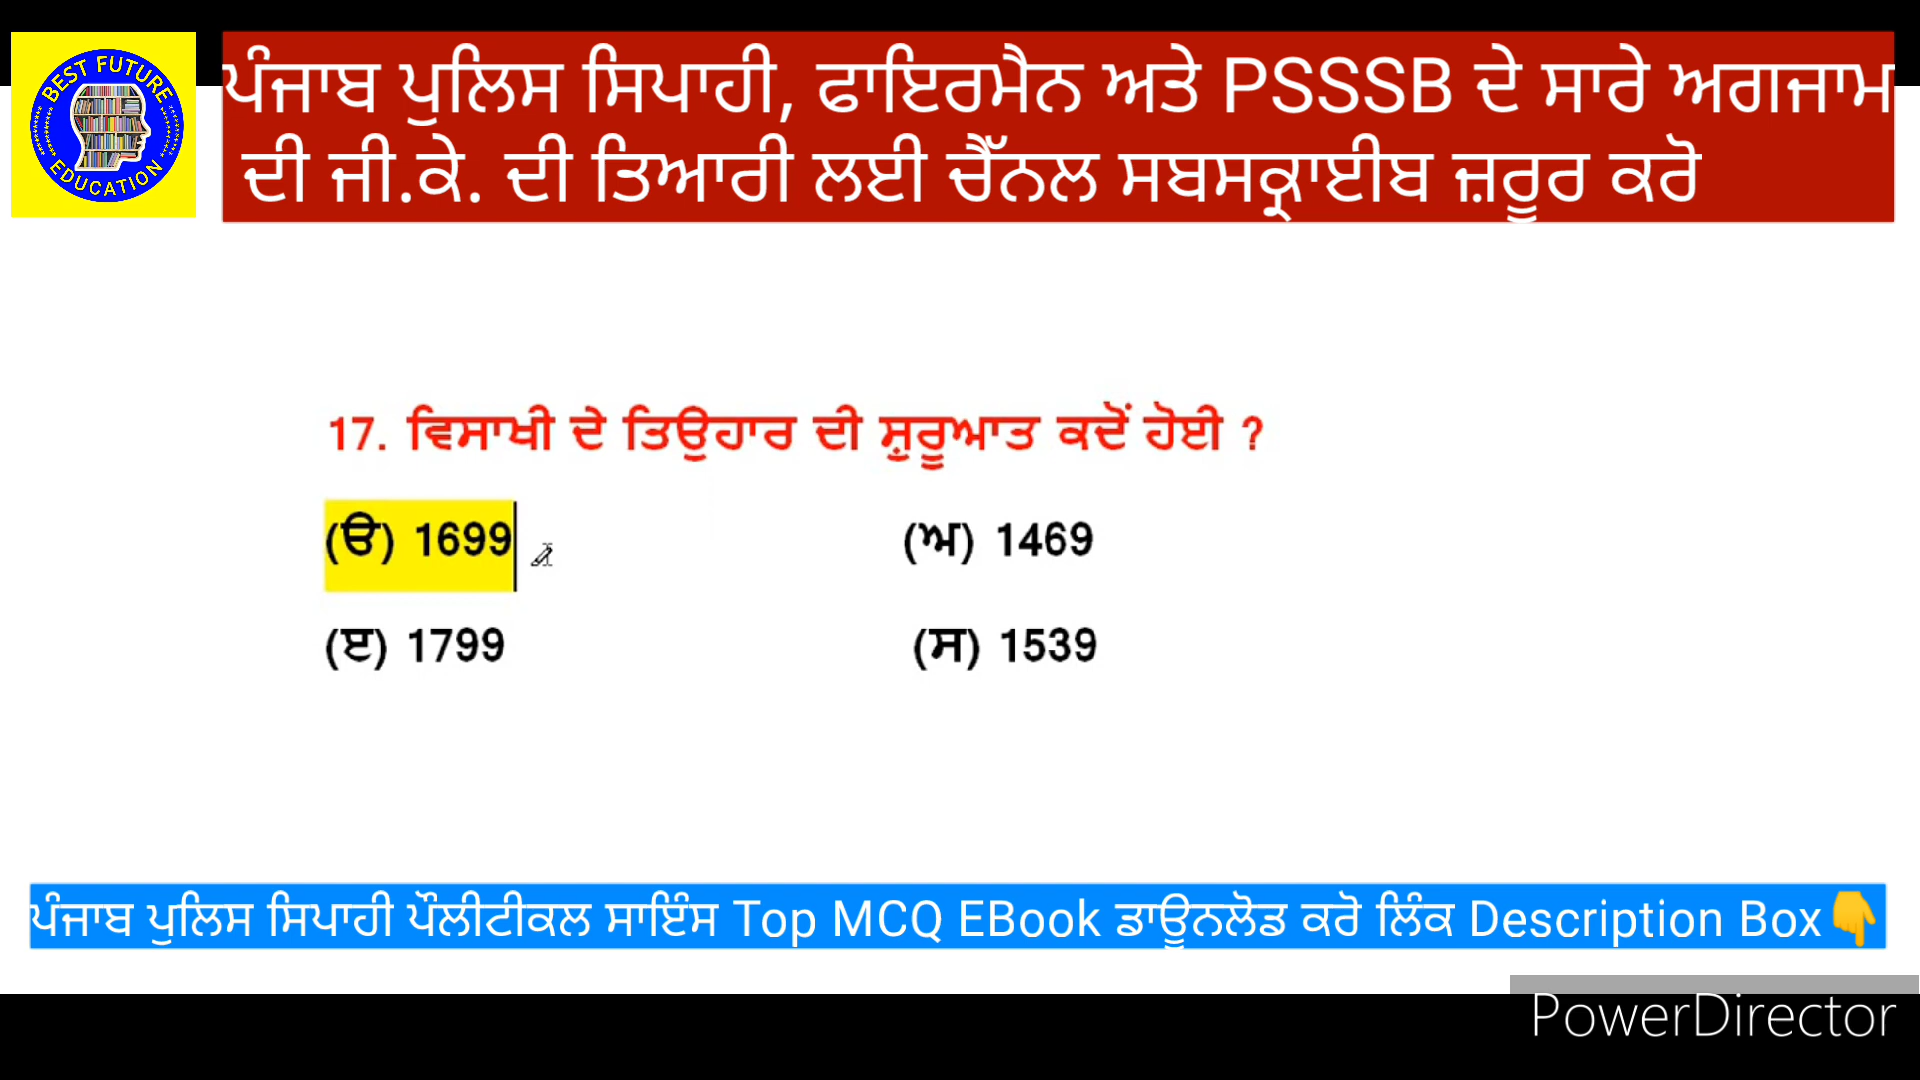 BEST FUTURE
EDUCATION
ਪੰਜਾਬ ਪੁਲਿਸ ਸਿਪਾਹੀ, ਫਾਇਰਮੈਨ ਅਤੇ PSSSB ਦੇ ਸਾਰੇ ਅਗਜਾਮ
ਦੀ ਜੀ.ਕੇ. ਦੀ ਤਿਆਰੀ ਲਈ ਚੈੱਨਲ ਸਬਸਕ੍ਰਾਈਬ ਜ਼ਰੂਰ ਕਰੋ
17. ਵਿਸਾਖੀ ਦੇ ਤਿਉਹਾਰ ਦੀ ਸ਼ੁਰੂਆਤ ਕਦੋਂ ਹੋਈ ?
(ੳ) 1699 (ਅ) 1469
(ੲ) 1799 (ਸ) 1539
ਪੰਜਾਬ ਪੁਲਿਸ ਸਿਪਾਹੀ ਪੌਲੀਟੀਕਲ ਸਾਇੰਸ Top MCQ EBook ਡਾਊਨਲੋਡ ਕਰੋ ਲਿੰਕ Description Box👇
PowerDirector